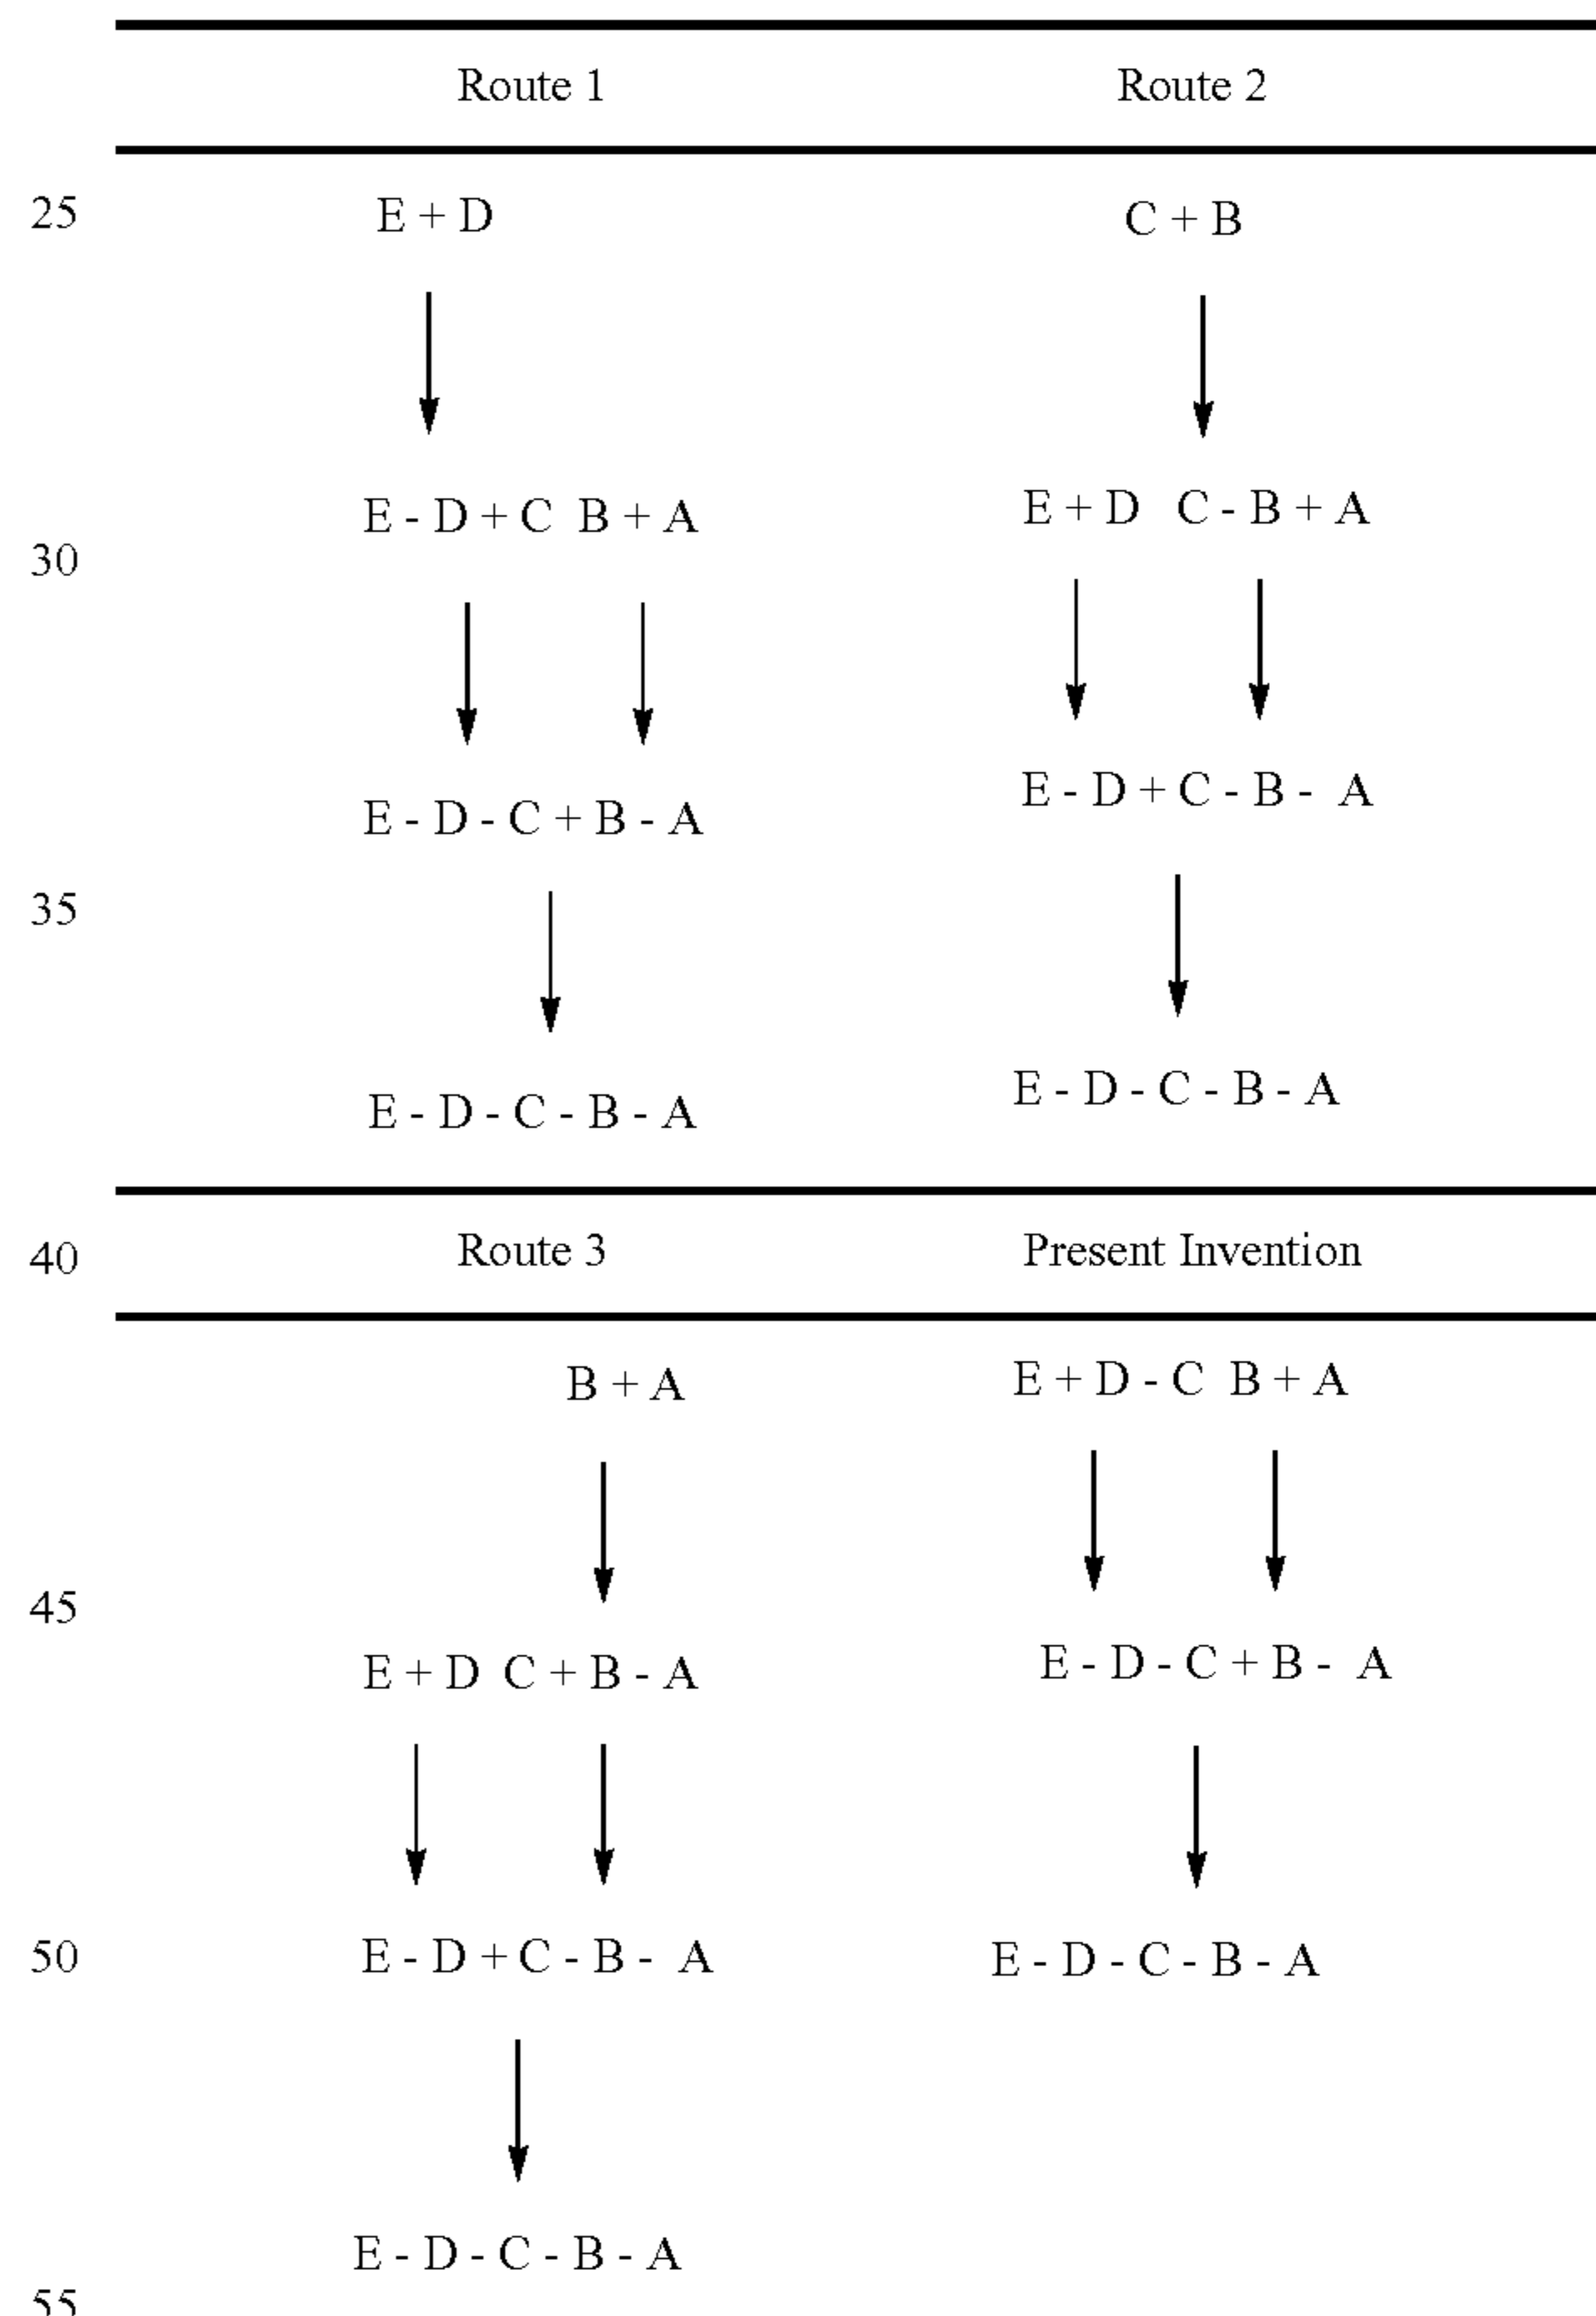 Route 1 Route 2
25 E + D C + B
E - D + C B + A E + D C - B + A
30
E - D - C + B - A E - D + C - B - A
35
E - D - C - B - A E - D - C - B - A
40 Route 3 Present Invention
B + A E + D - C B + A
45
E + D C + B - A E - D - C + B - A
50 E - D + C - B - A E - D - C - B - A
E - D - C - B - A
55